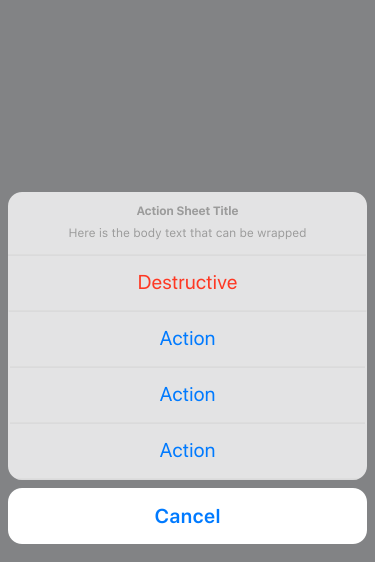 Action Sheet Title
Here is the body text that can be wrapped
Destructive
Action
Action
Action
Cancel